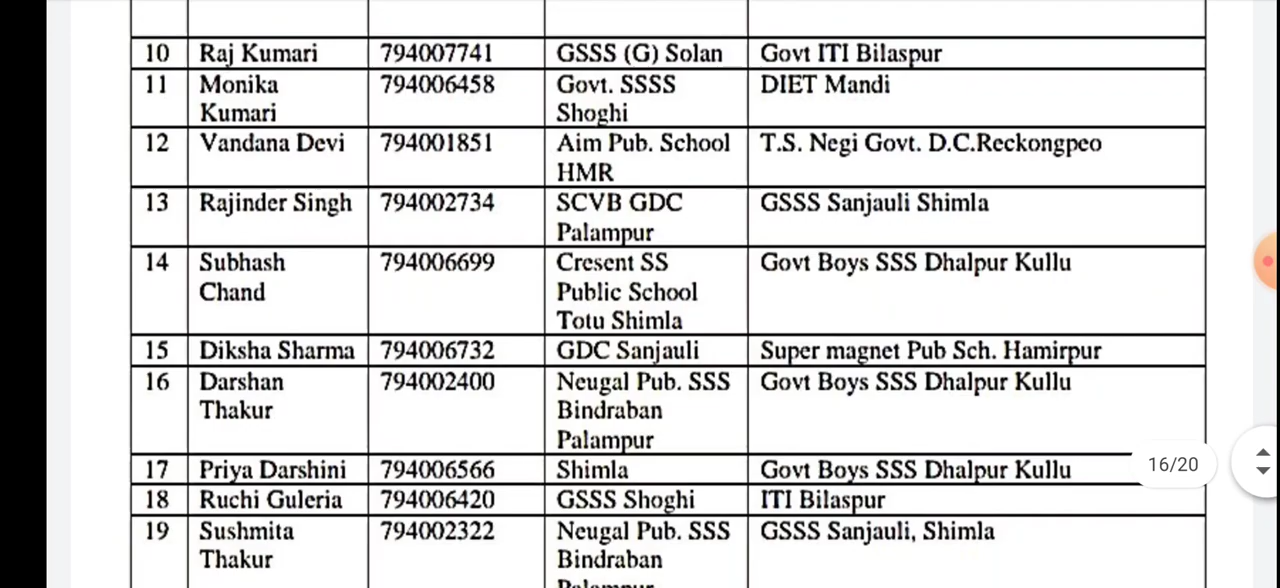 10 Raj Kumari 794007741 GSSS (G) Solan Govt ITI Bilaspur
11 Monika 794006458 Govt. SSSS DIET Mandi
Kumari Shoghi
12 Vandana Devi 794001851 Aim Pub. School T.S. Negi Govt. D.C.Reckongpeo
HMR
13 Rajinder Singh 794002734 SCVB GDC GSSS Sanjauli Shimla
Palampur
14 Subhash 794006699 Cresent SS Govt Boys SSS Dhalpur Kullu
Chand Public School
Totu Shimla
15 Diksha Sharma 794006732 GDC Sanjauli Super magnet Pub Sch. Hamirpur
16 Darshan 794002400 Neugal Pub. SSS Govt Boys SSS Dhalpur Kullu
Thakur Bindraban
Palampur
17 Priya Darshini 794006566 Shimla Govt Boys SSS Dhalpur Kullu
16/20
18 Ruchi Guleria 794006420 GSSS Shoghi ITI Bilaspur
19 Sushmita 794002322 Neugal Pub. SSS GSSS Sanjauli, Shimla
Thakur Bindraban
Palampur